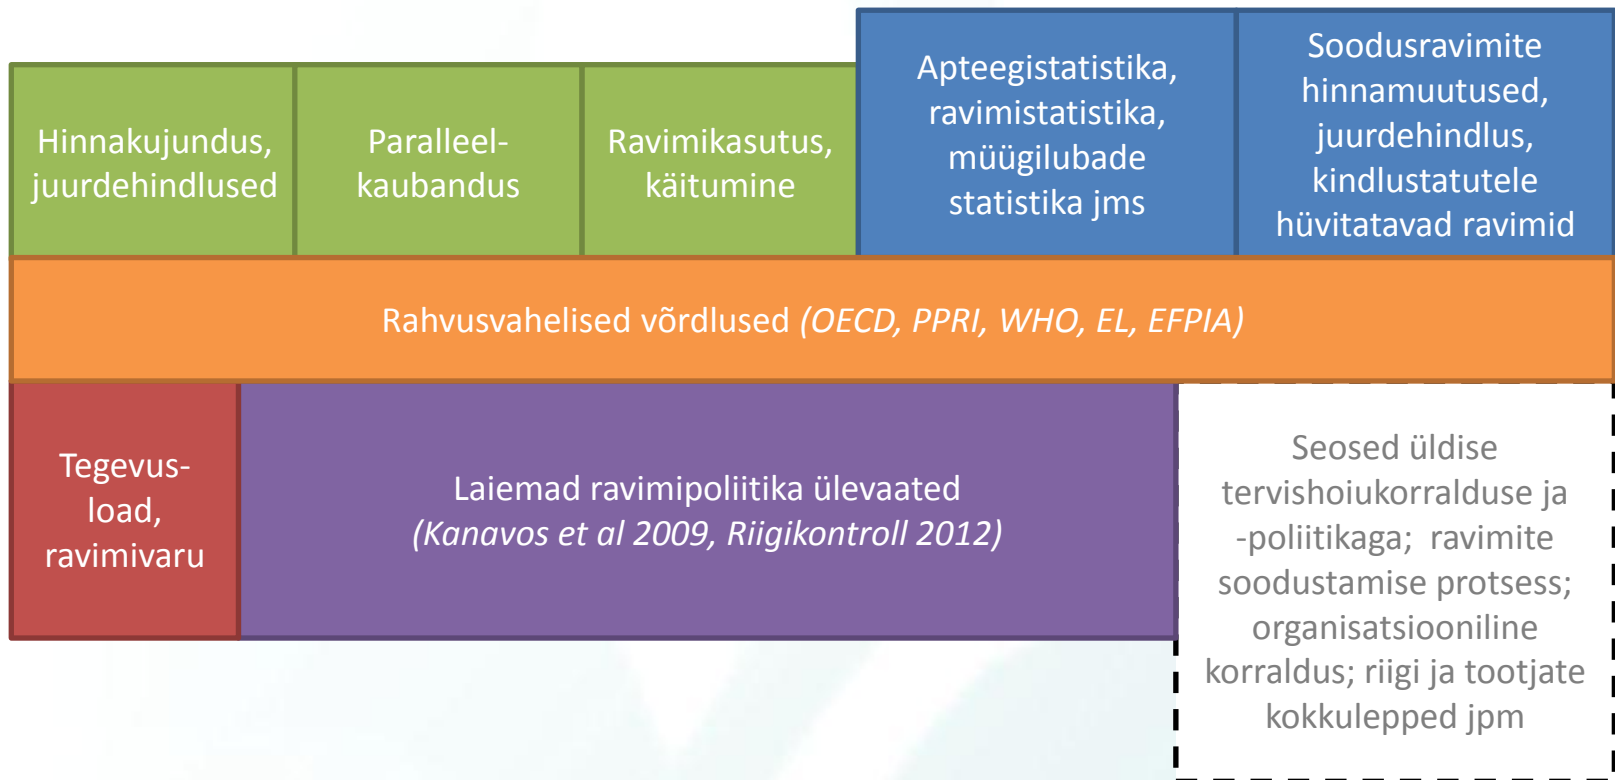 Hinnakujundus,
juurdehindlused
Paralleel-
kaubandus
Ravimikasutus,
käitumine
Apteegistatistika,
ravimistatistika,
müügilubade
statistika jms
Soodusravimite
hinnamuutused,
juurdehindlus,
kindlustatutele
hüvitatavad ravimid
Rahvusvahelised võrdlused (OECD, PPRI, WHO, EL, EFPIA)
Tegevus-
load,
ravimivaru
Laiemad ravimipoliitika ülevaated
(Kanavos et al 2009, Riigikontroll 2012)
Seosed üldise
tervishoiukorralduse ja
-poliitikaga; ravimite
soodustamise protsess;
organisatsiooniline
korraldus; riigi ja tootjate
kokkulepped jpm